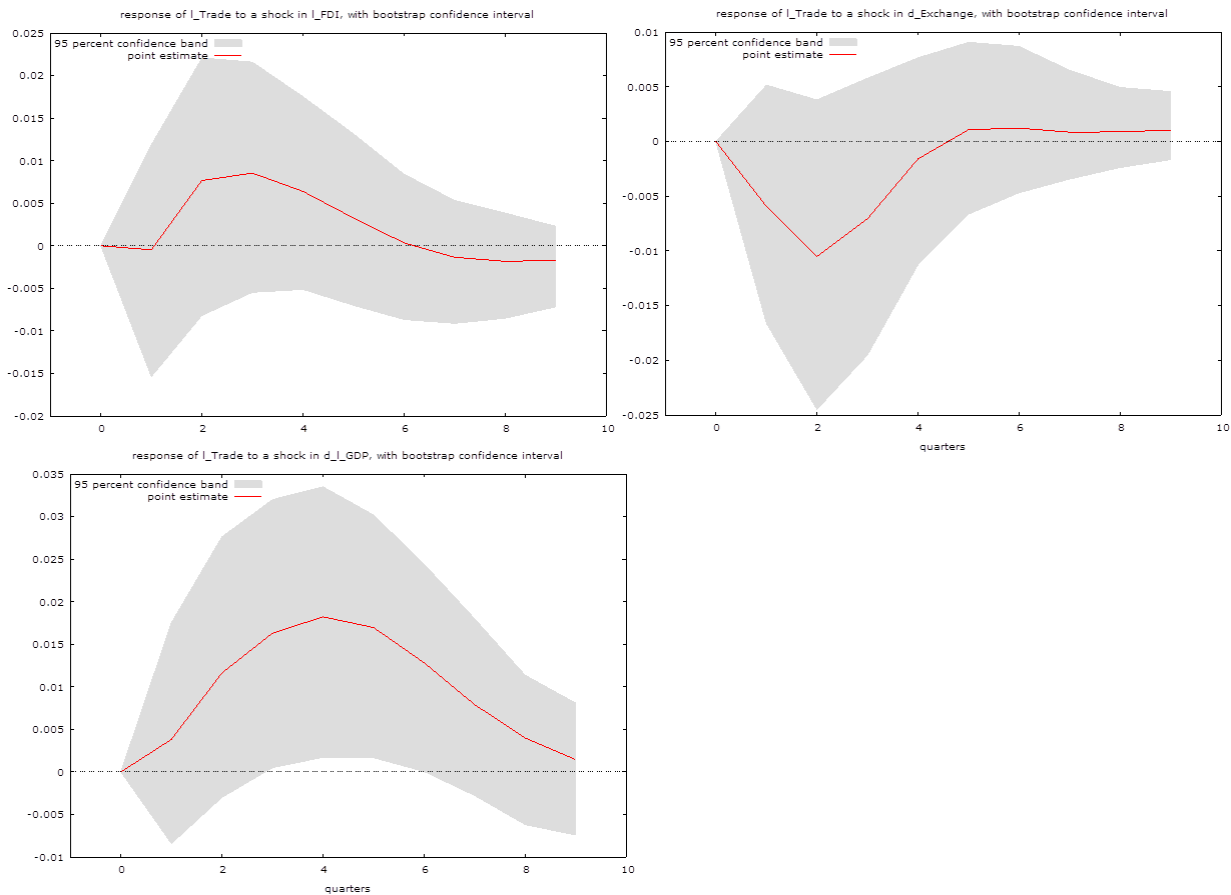 response of l_Trade to a shock in l_FDI, with bootstrap confidence interval
95 percent confidence band
point estimate
0.025
0.02
0.015
0.01
0.005
0
-0.005
-0.01
-0.015
-0.02
0 2 4 6 8 10
response of l_Trade to a shock in d_Exchange, with bootstrap confidence interval
95 percent confidence band
point estimate
0.01
0.005
0
-0.005
-0.01
-0.015
-0.02
-0.025
0 2 4 6 8 10
quarters
response of l_Trade to a shock in d_l_GDP, with bootstrap confidence interval
95 percent confidence band
point estimate
0.035
0.03
0.025
0.02
0.015
0.01
0.005
0
-0.005
-0.01
0 2 4 6 8 10
quarters